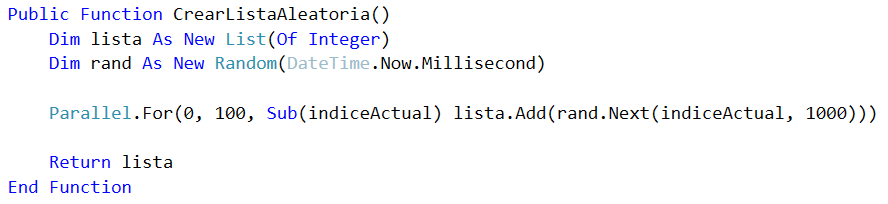 Public Function CrearListaAleatoria()
    Dim lista As New List(Of Integer)
    Dim rand As New Random(DateTime.Now.Millisecond)

    Parallel.For(0, 100, Sub(indiceActual) lista.Add(rand.Next(indiceActual, 1000)))

    Return lista
End Function